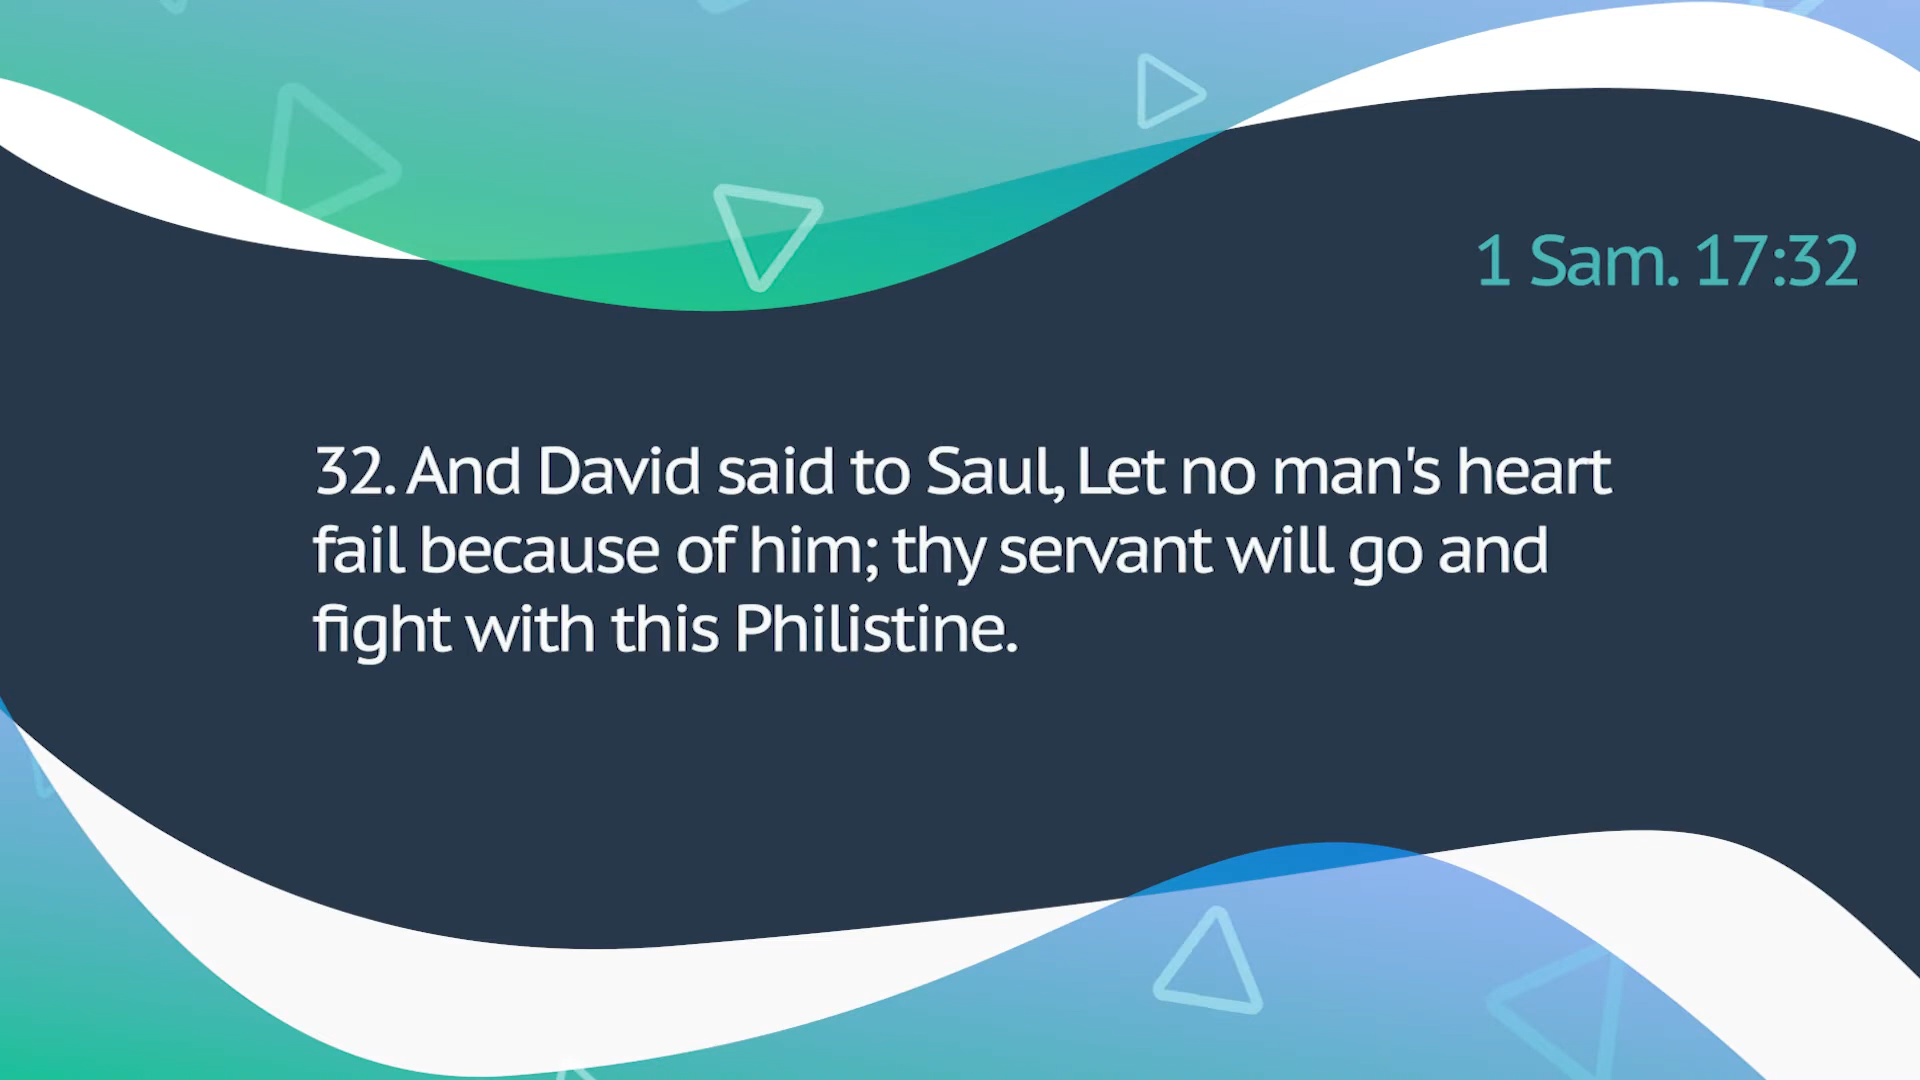 1 Sam. 17:32
32. And David said to Saul, Let no man's heart
fail because of him; thy servant will go and
fight with this Philistine.